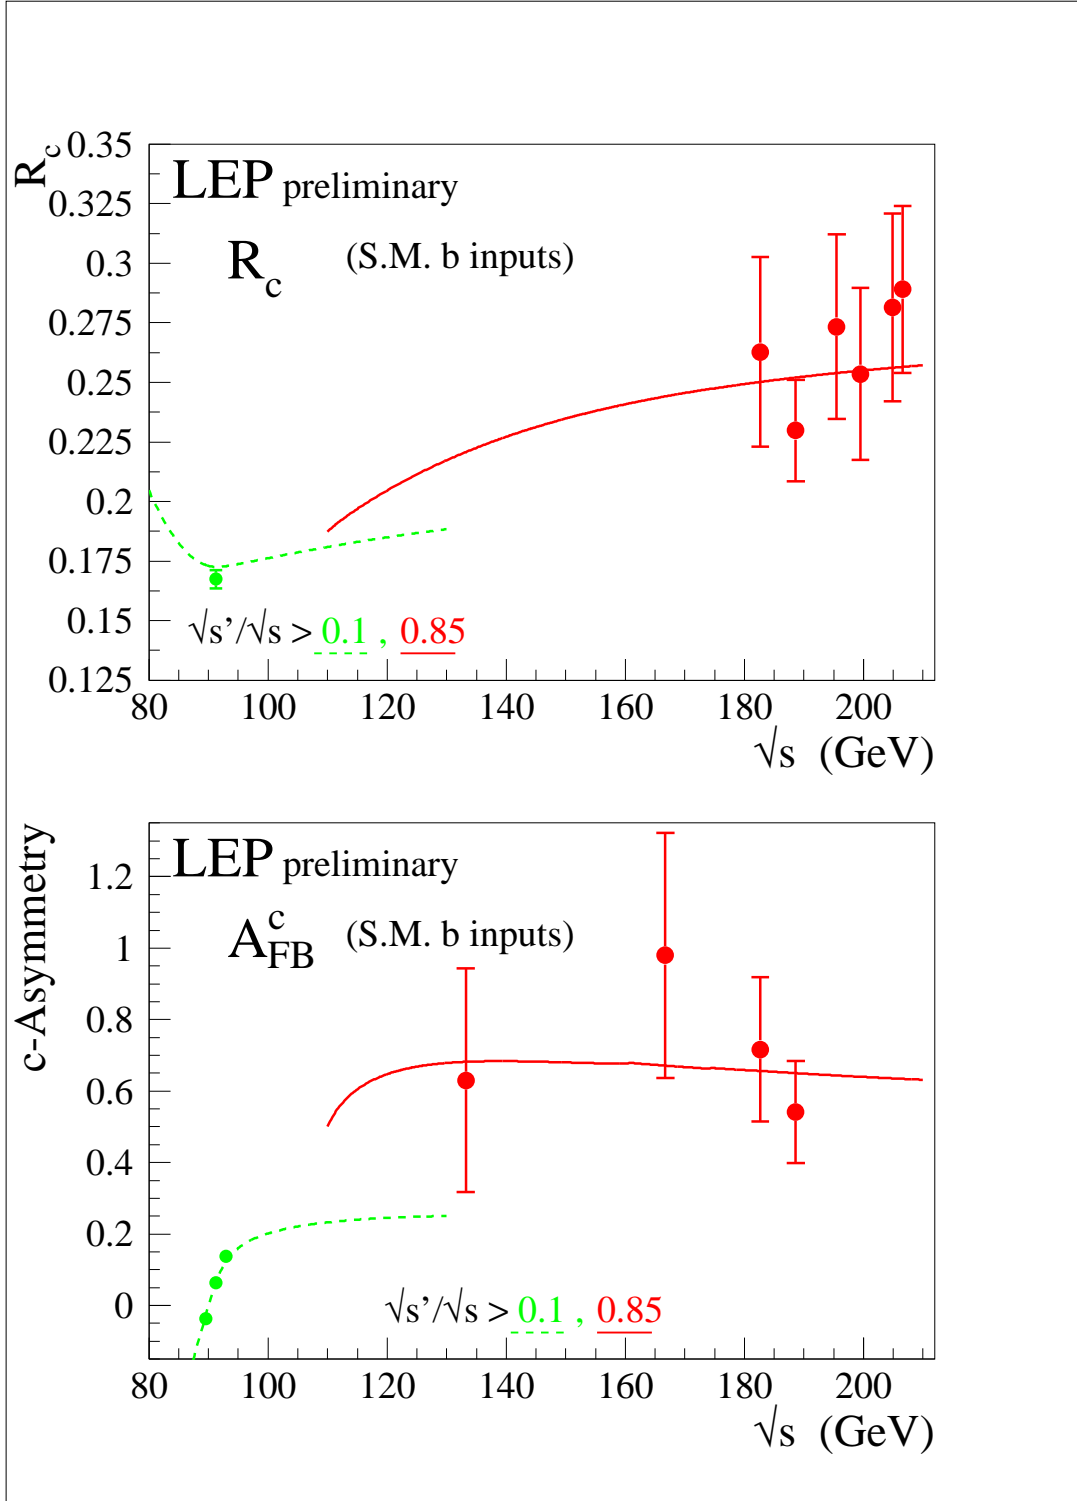 R_c
0.35
0.325
0.3
0.275
0.25
0.225
0.2
0.175
0.15
0.125
LEP preliminary
R_c (S.M. b inputs)
√s’/√s > 0.1 , 0.85
80 100 120 140 160 180 200
√s (GeV)
c-Asymmetry
1.2
1
0.8
0.6
0.4
0.2
0
LEP preliminary
A_FB^c (S.M. b inputs)
√s’/√s > 0.1 , 0.85
80 100 120 140 160 180 200
√s (GeV)